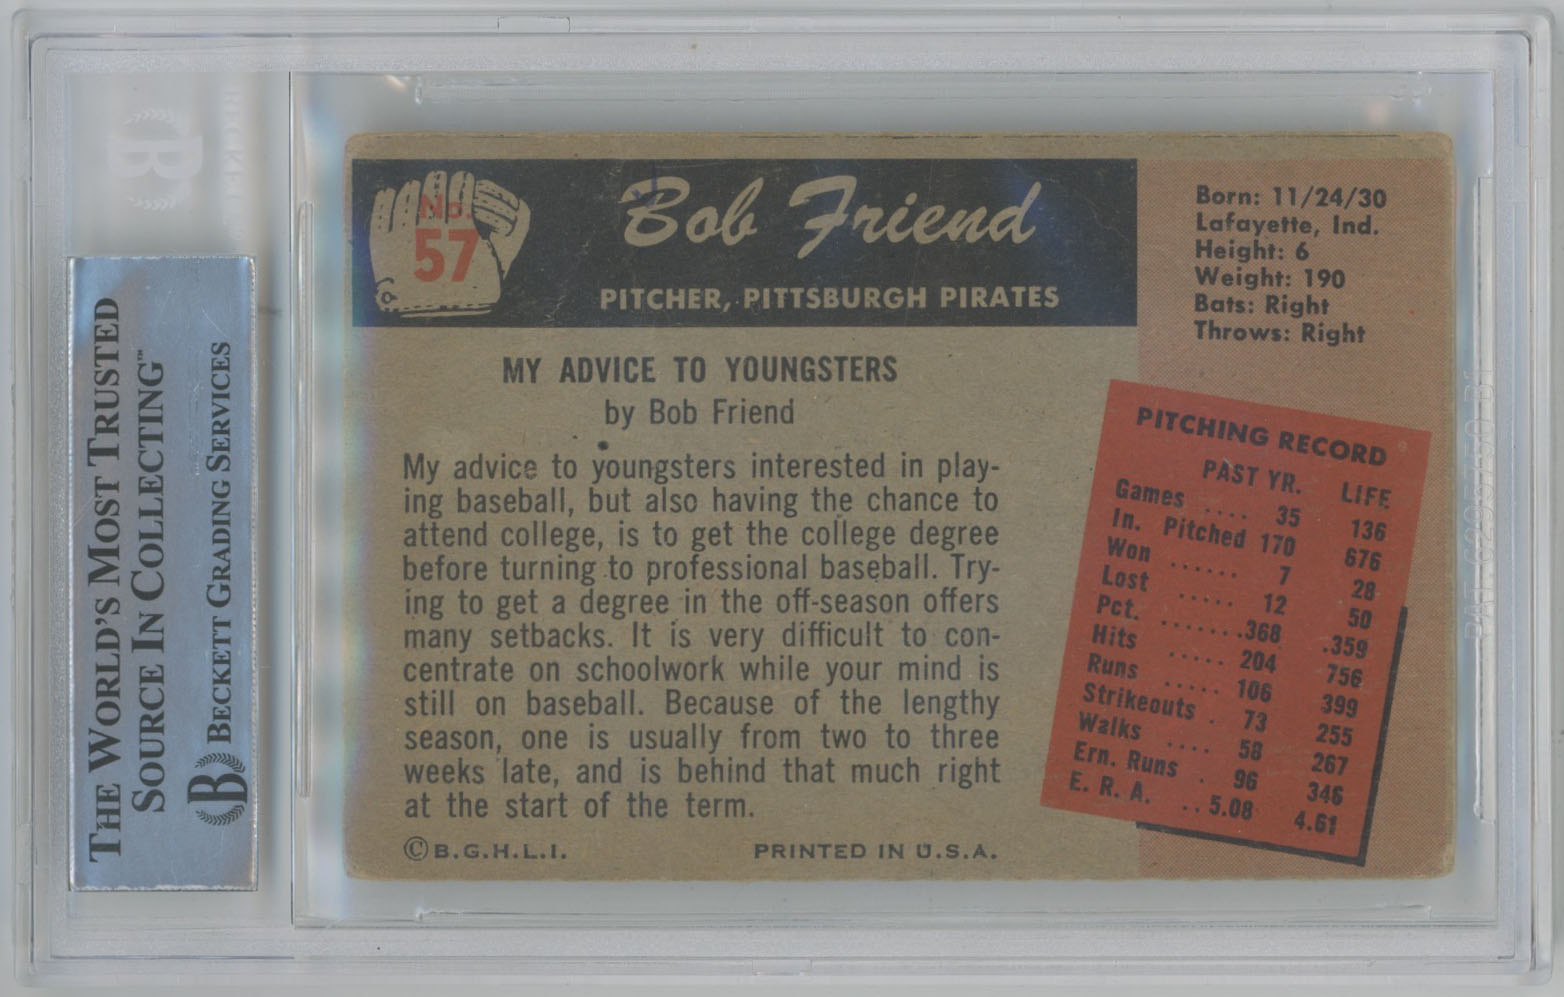 THE WORLD'S MOST TRUSTED
SOURCE IN COLLECTING™
B BECKETT GRADING SERVICES
No.
57
Bob Friend
PITCHER, PITTSBURGH PIRATES
Born: 11/24/30
Lafayette, Ind.
Height: 6
Weight: 190
Bats: Right
Throws: Right
MY ADVICE TO YOUNGSTERS
by Bob Friend
My advice to youngsters interested in play-
ing baseball, but also having the chance to
attend college, is to get the college degree
before turning to professional baseball. Try-
ing to get a degree in the off-season offers
many setbacks. It is very difficult to con-
centrate on schoolwork while your mind is
still on baseball. Because of the lengthy
season, one is usually from two to three
weeks late, and is behind that much right
at the start of the term.
© B.G.H.L.I. PRINTED IN U.S.A.
PITCHING RECORD
PAST YR. LIFE
Games .... 35 136
In. Pitched 170 676
Won ...... 7 28
Lost ..... 12 50
Pct. .......368 .359
Hits ..... 204 756
Runs ..... 106 399
Strikeouts . 73 255
Walks .... 58 267
Ern. Runs . 96 346
E. R. A. ..5.08 4.61